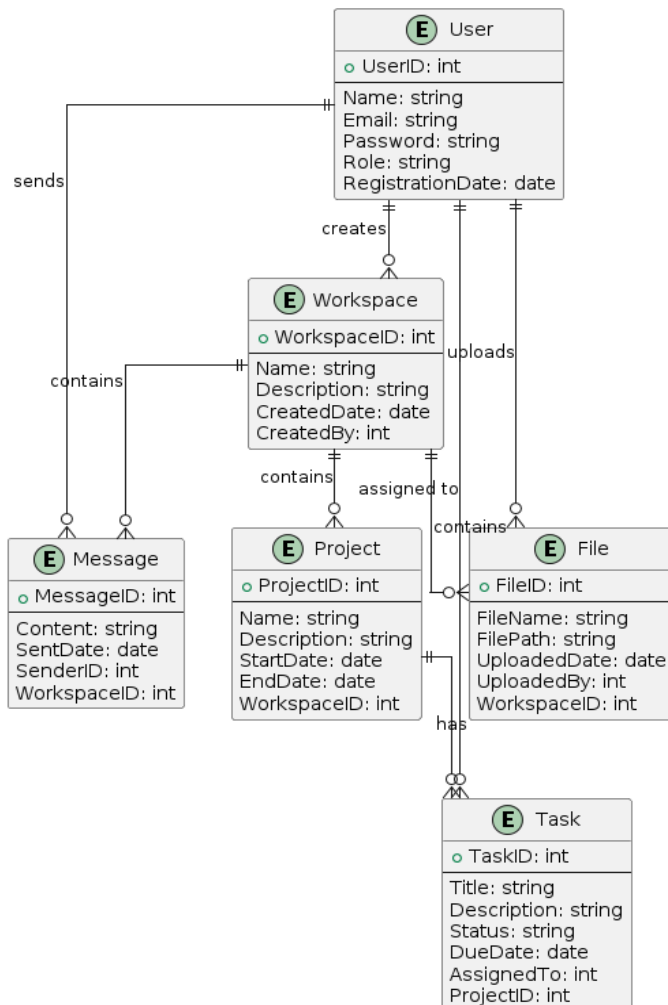 E User
UserID: int
Name: string
Email: string
Password: string
Role: string
RegistrationDate: date
sends
creates
E Workspace
WorkspaceID: int
Name: string
Description: string
CreatedDate: date
CreatedBy: int
uploads
contains
contains
assigned to
contains
E Message
MessageID: int
Content: string
SentDate: date
SenderID: int
WorkspaceID: int
E Project
ProjectID: int
Name: string
Description: string
StartDate: date
EndDate: date
WorkspaceID: int
E File
FileID: int
FileName: string
FilePath: string
UploadedDate: date
UploadedBy: int
WorkspaceID: int
has
E Task
TaskID: int
Title: string
Description: string
Status: string
DueDate: date
AssignedTo: int
ProjectID: int